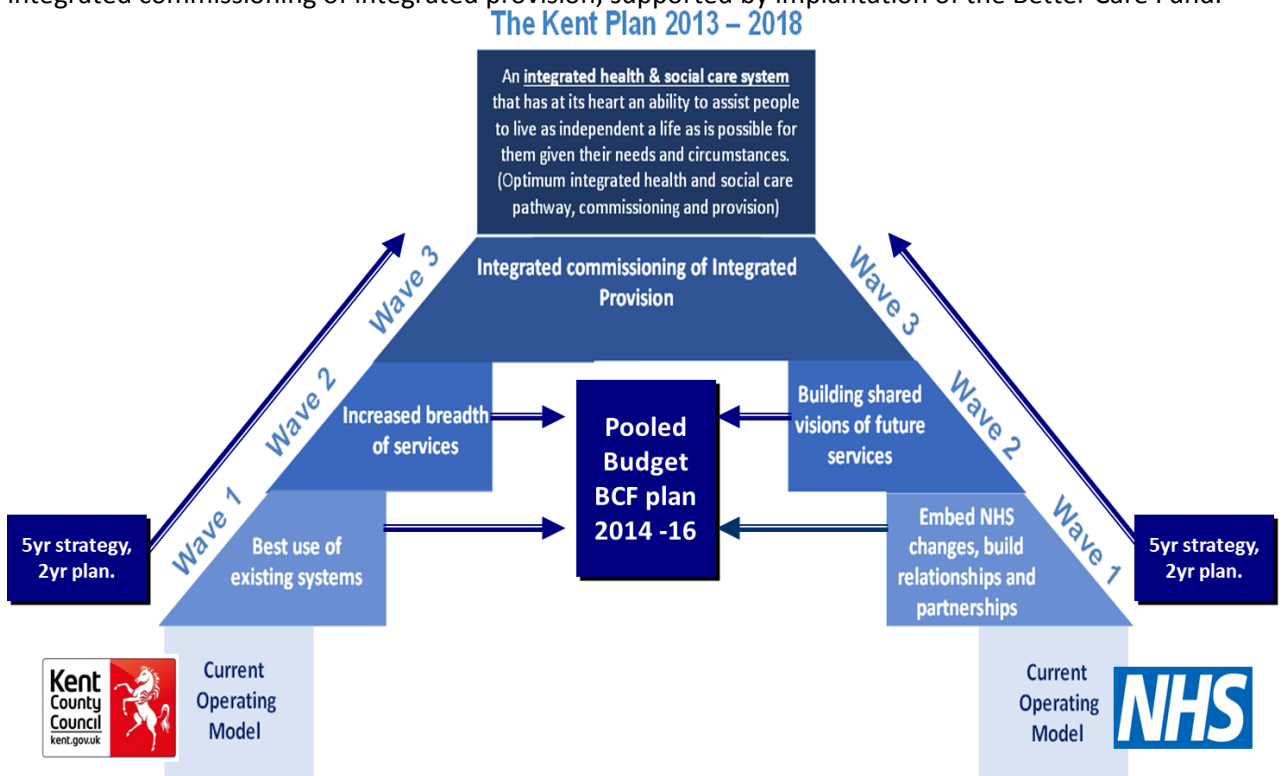 integrated commissioning of integrated provision, supported by implantation of the Better Care Fund.
The Kent Plan 2013 – 2018
An integrated health & social care system
that has at its heart an ability to assist people
to live as independent a life as is possible for
them given their needs and circumstances.
(Optimum integrated health and social care
pathway, commissioning and provision)
Wave 3
Integrated commissioning of Integrated
Provision
Wave 3
Wave 2
Increased breadth
of services
Pooled
Budget
BCF plan
2014 -16
Building shared
visions of future
services
Wave 2
5yr strategy,
2yr plan.
Wave 1
Best use of
existing systems
Embed NHS
changes, build
relationships and
partnerships
Wave 1
5yr strategy,
2yr plan.
Kent
County
Council
kent.gov.uk
Current
Operating
Model
Current
Operating
Model
NHS